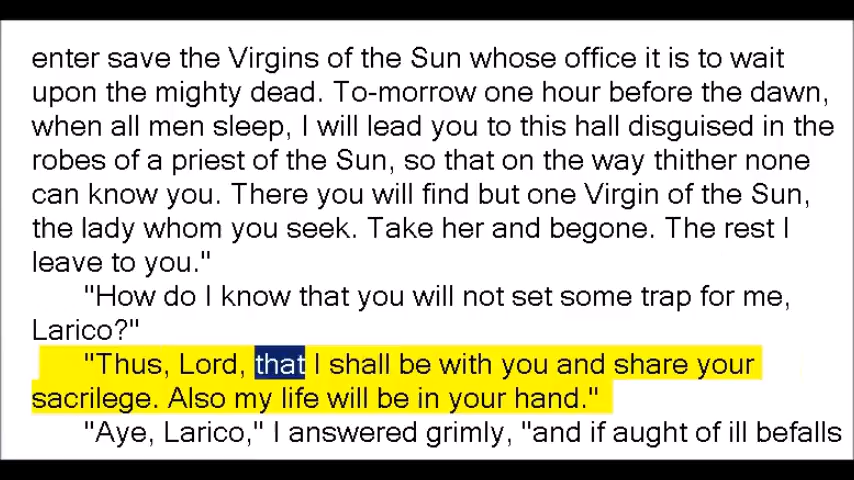 enter save the Virgins of the Sun whose office it is to wait
upon the mighty dead. To-morrow one hour before the dawn,
when all men sleep, I will lead you to this hall disguised in the
robes of a priest of the Sun, so that on the way thither none
can know you. There you will find but one Virgin of the Sun,
the lady whom you seek. Take her and begone. The rest I
leave to you."
"How do I know that you will not set some trap for me,
Larico?"
"Thus, Lord, that I shall be with you and share your
sacrilege. Also my life will be in your hand."
"Aye, Larico," I answered grimly, "and if aught of ill befalls